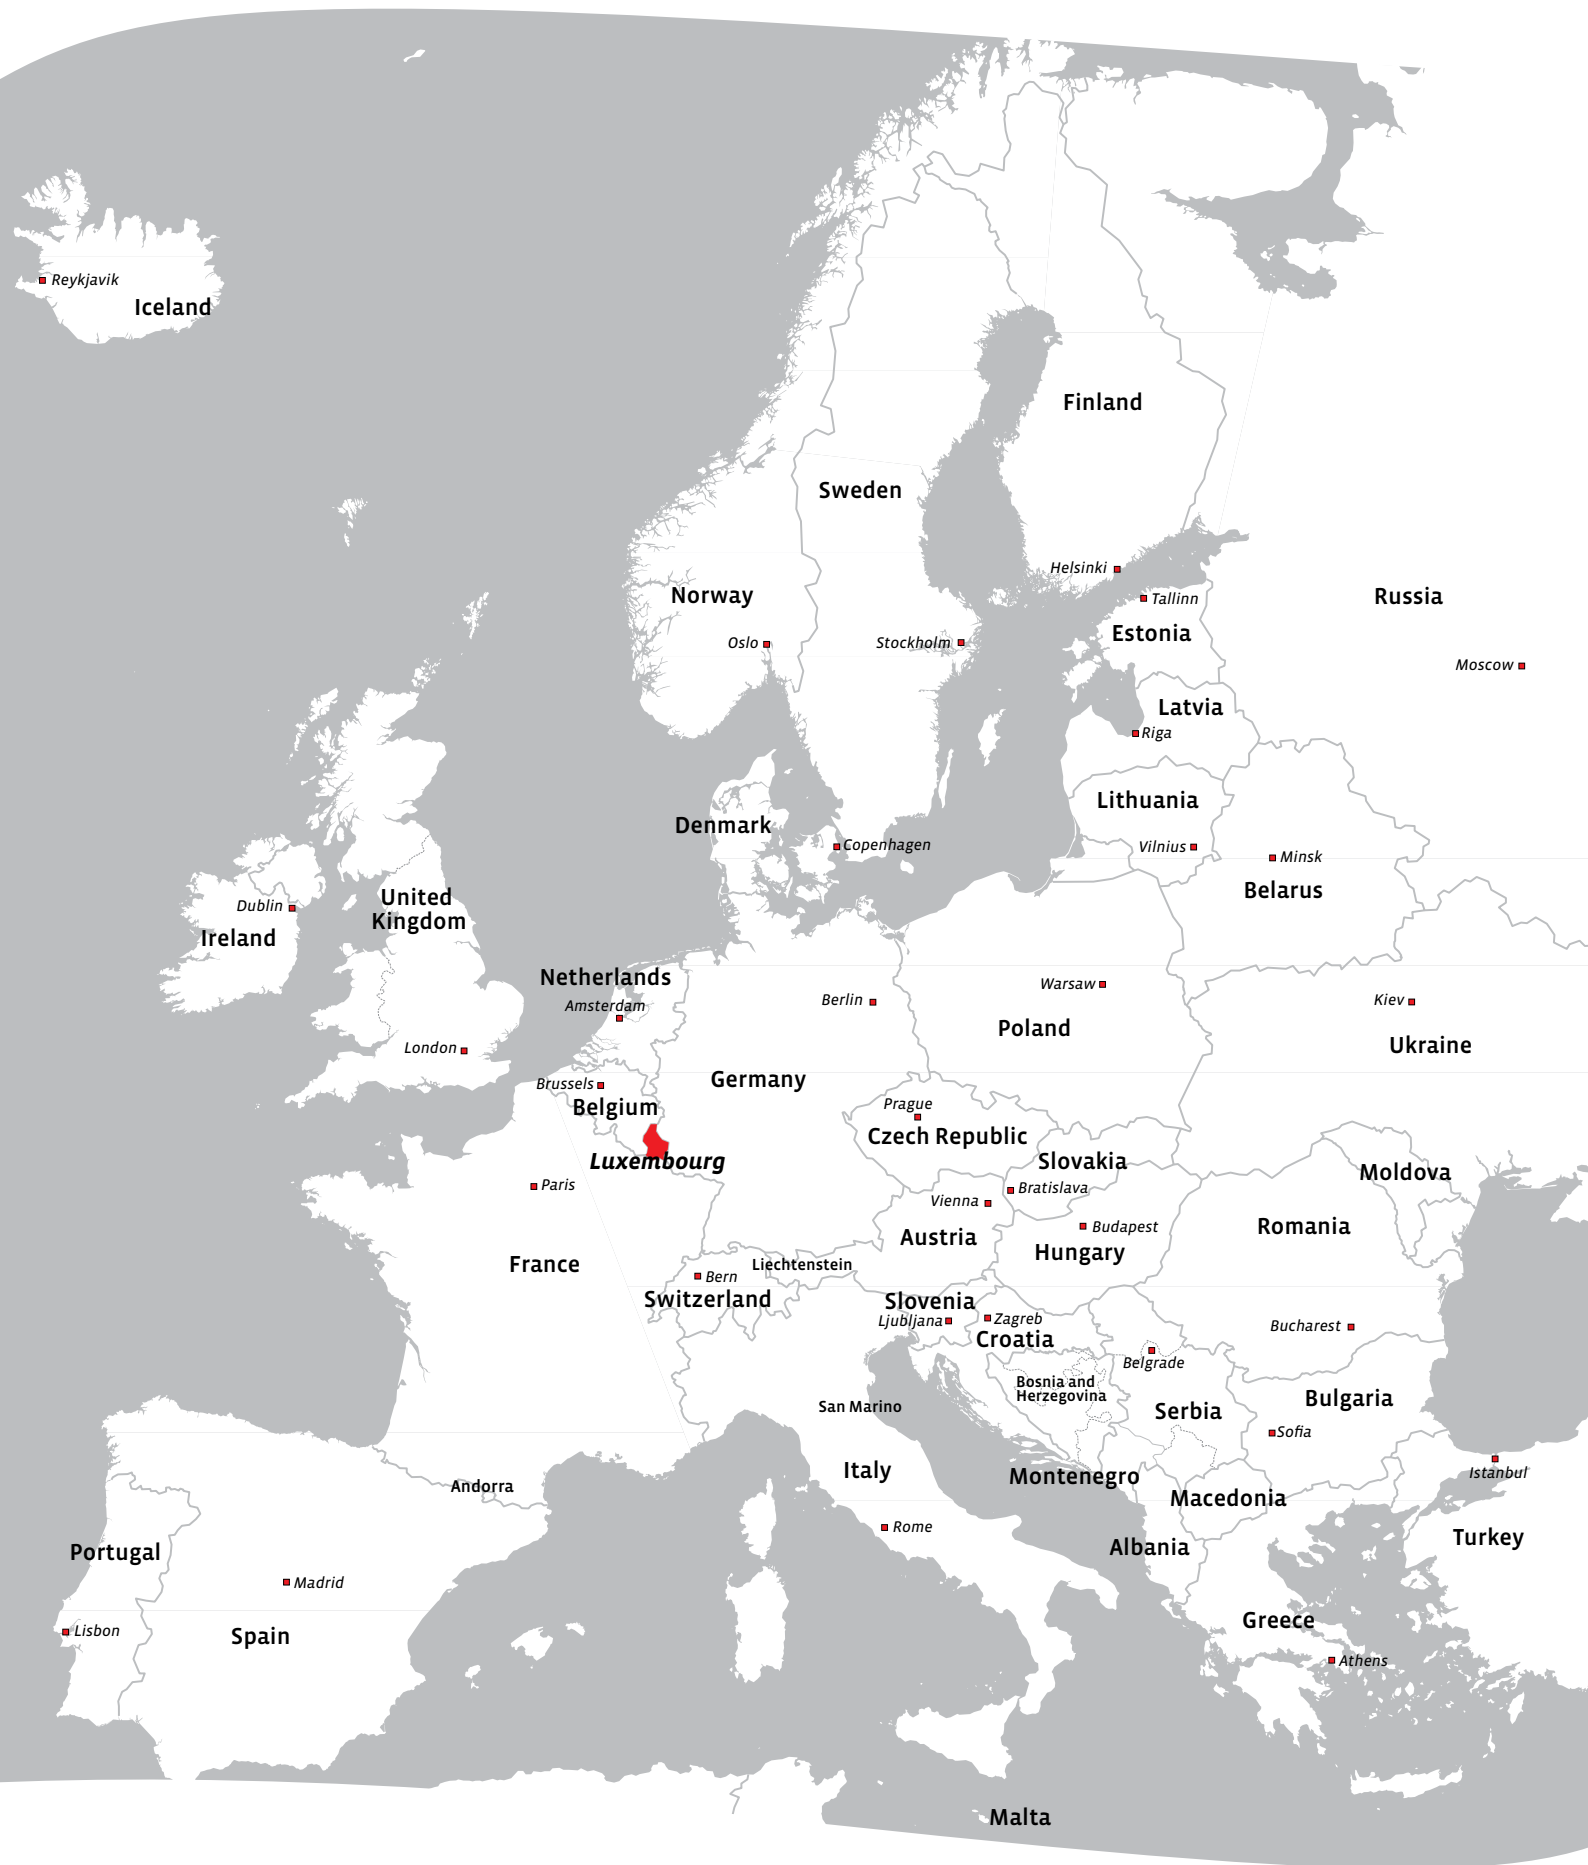 Reykjavik
Iceland
Finland
Sweden
Helsinki
Norway
Russia
Tallinn
Estonia
Oslo
Stockholm
Moscow
Latvia
Riga
Lithuania
Denmark
Copenhagen
Vilnius
Minsk
Belarus
United
Kingdom
Dublin
Ireland
Netherlands
Amsterdam
Berlin
Warsaw
Kiev
Poland
Ukraine
London
Germany
Brussels
Belgium
Prague
Czech Republic
Luxembourg
Slovakia
Moldova
Paris
Bratislava
Vienna
Budapest
Romania
Austria
Hungary
France
Liechtenstein
Bern
Switzerland
Slovenia
Ljubljana
Zagreb
Croatia
Bucharest
Belgrade
Bosnia and
Herzegovina
Bulgaria
San Marino
Serbia
Sofia
Italy
Montenegro
Istanbul
Andorra
Macedonia
Rome
Turkey
Albania
Portugal
Madrid
Greece
Lisbon
Spain
Athens
Malta